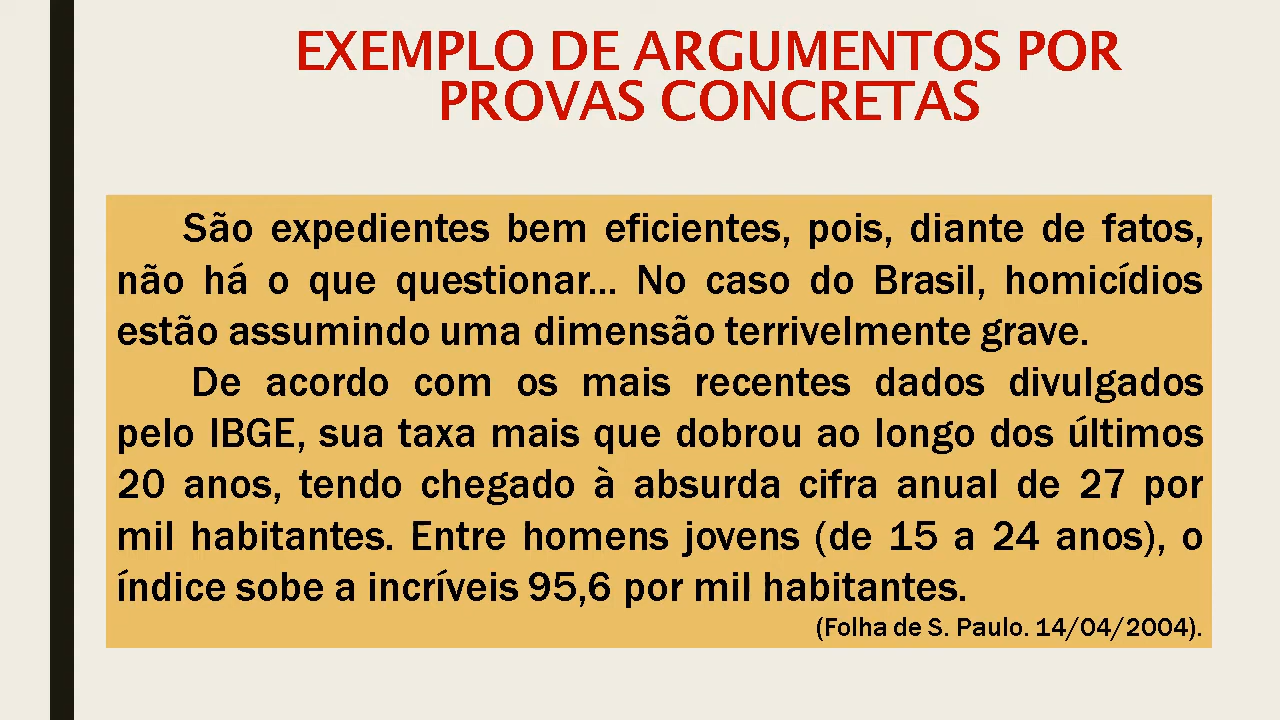 EXEMPLO DE ARGUMENTOS POR
PROVAS CONCRETAS
São expedientes bem eficientes, pois, diante de fatos,
não há o que questionar... No caso do Brasil, homicídios
estão assumindo uma dimensão terrivelmente grave.
De acordo com os mais recentes dados divulgados
pelo IBGE, sua taxa mais que dobrou ao longo dos últimos
20 anos, tendo chegado à absurda cifra anual de 27 por
mil habitantes. Entre homens jovens (de 15 a 24 anos), o
índice sobe a incríveis 95,6 por mil habitantes.
(Folha de S. Paulo. 14/04/2004).